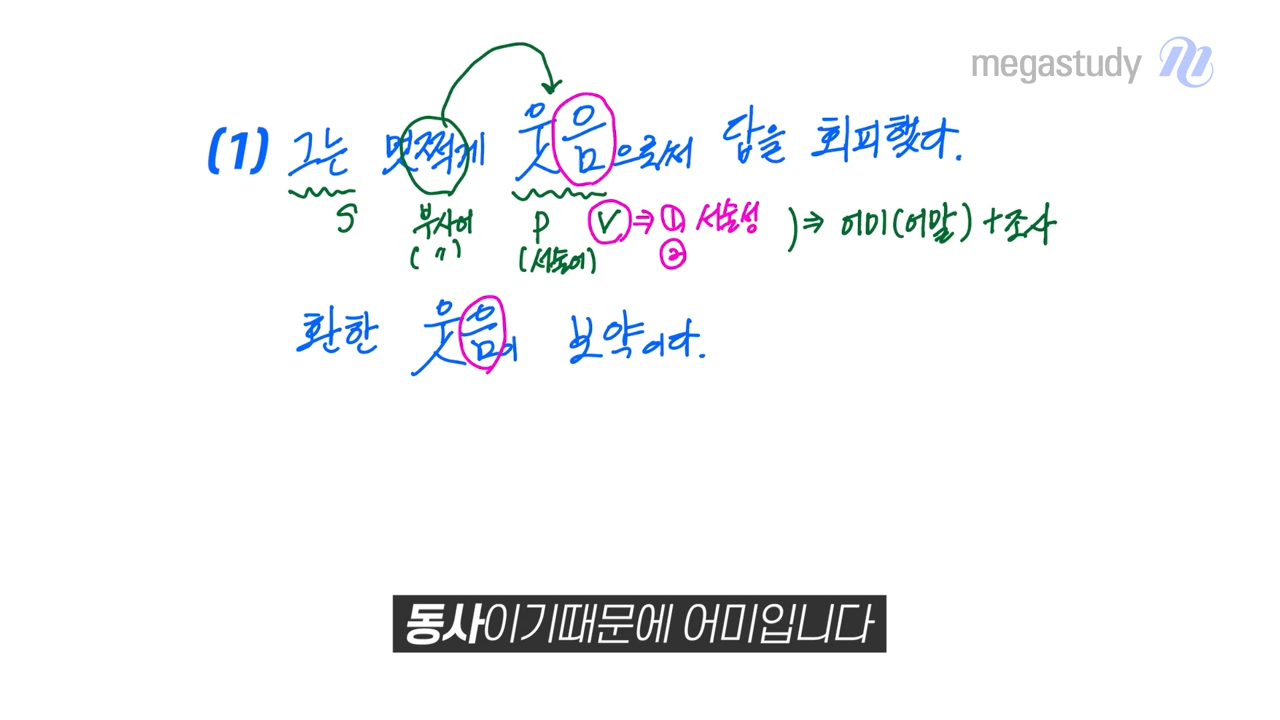 megastudy
(1) 그는 멋쩍게 웃음으로써 답을 회피했다.
S 부사어 P V ⇒ ① 서술성 ) ⇒ 어미(어말) + 조사
( 〃 ) (서술어) ②
환한 웃음이 보약이다.
동사이기때문에 어미입니다